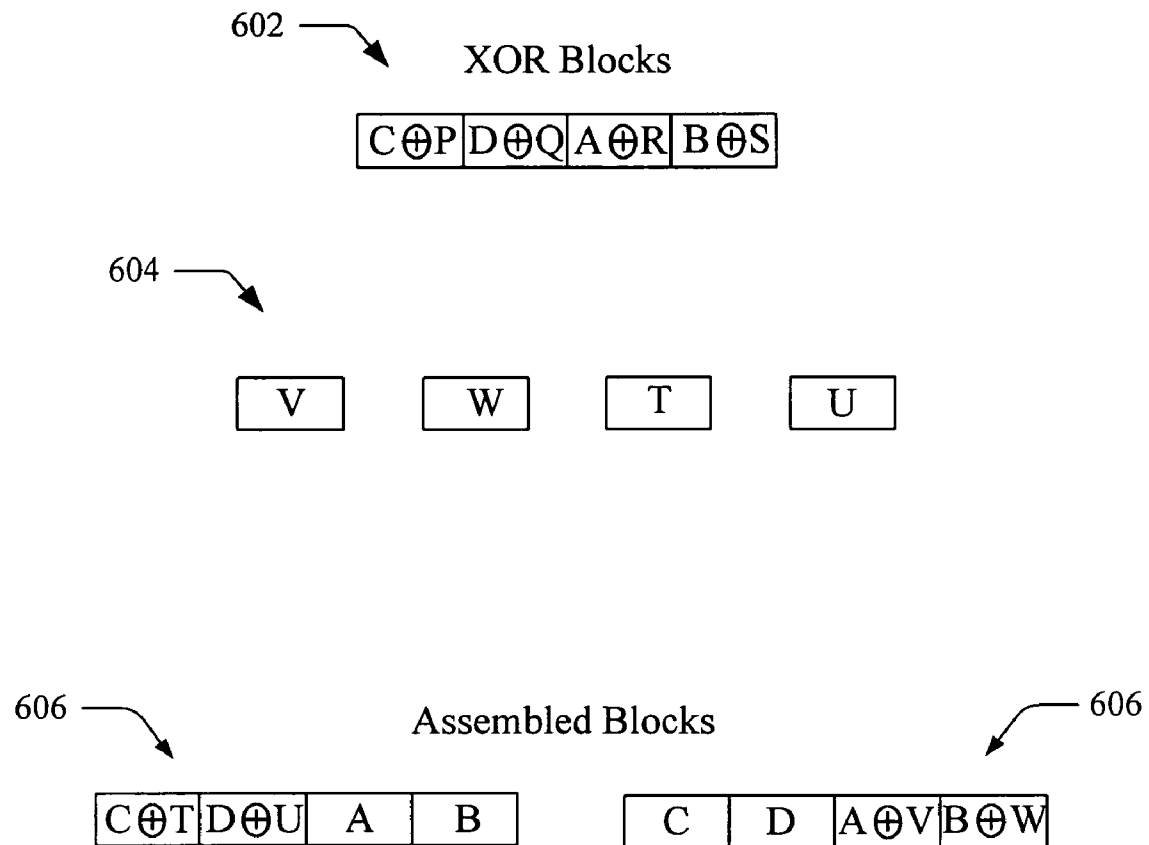 602
XOR Blocks
C⊕P D⊕Q A⊕R B⊕S
604
V W T U
606 Assembled Blocks 606
C⊕T D⊕U A B C D A⊕V B⊕W